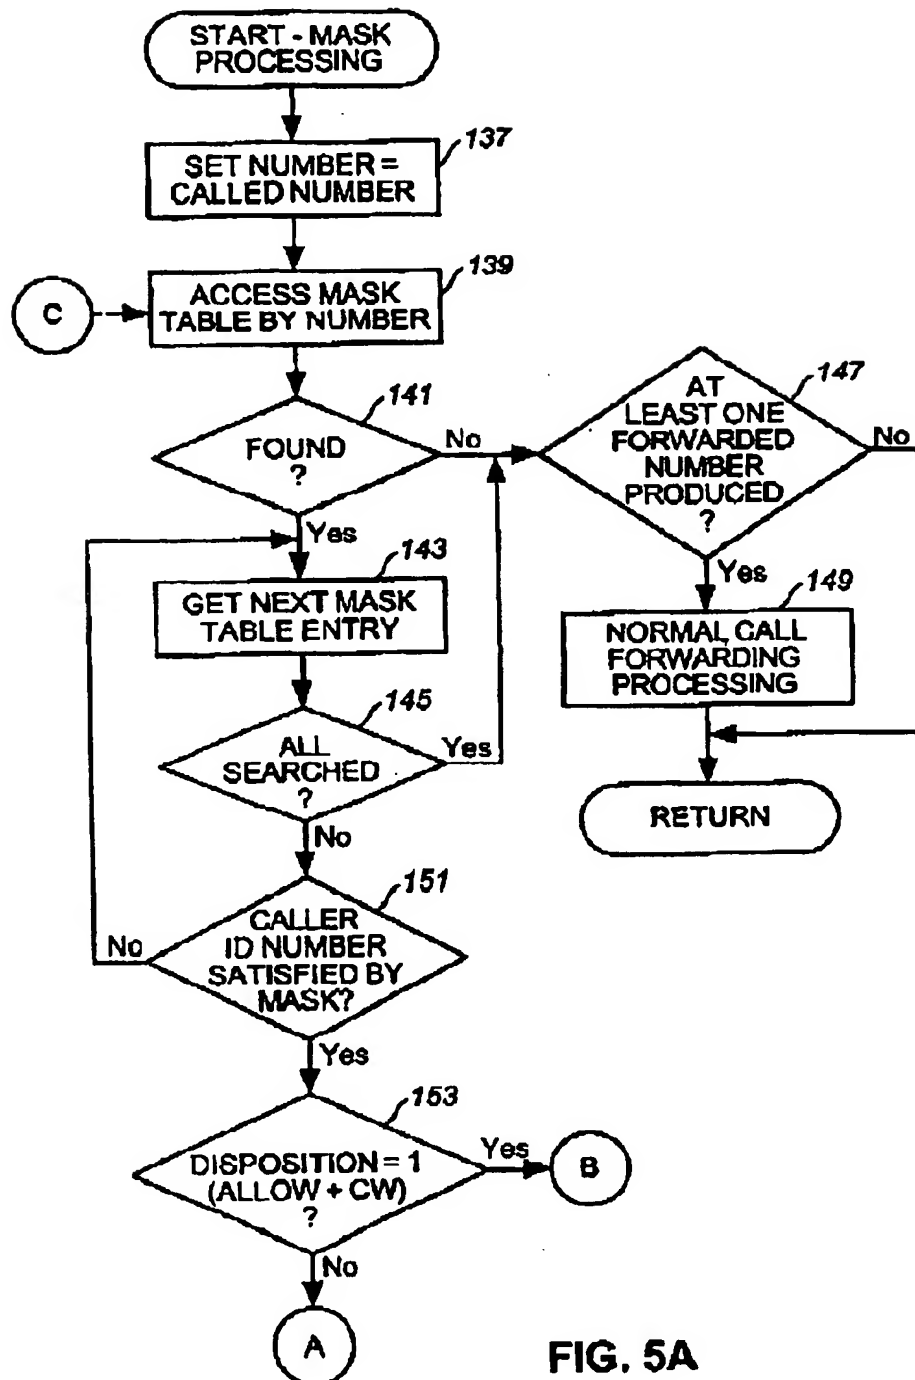 START - MASK
PROCESSING
137
SET NUMBER =
CALLED NUMBER
139
C
ACCESS MASK
TABLE BY NUMBER
141
FOUND
?
No
Yes
147
AT
LEAST ONE
FORWARDED
NUMBER
PRODUCED
?
No
Yes
143
GET NEXT MASK
TABLE ENTRY
149
NORMAL CALL
FORWARDING
PROCESSING
145
ALL
SEARCHED
?
Yes
No
RETURN
151
CALLER
ID NUMBER
SATISFIED BY
MASK?
No
Yes
153
DISPOSITION = 1
(ALLOW + CW)
?
Yes
B
No
A
FIG. 5A